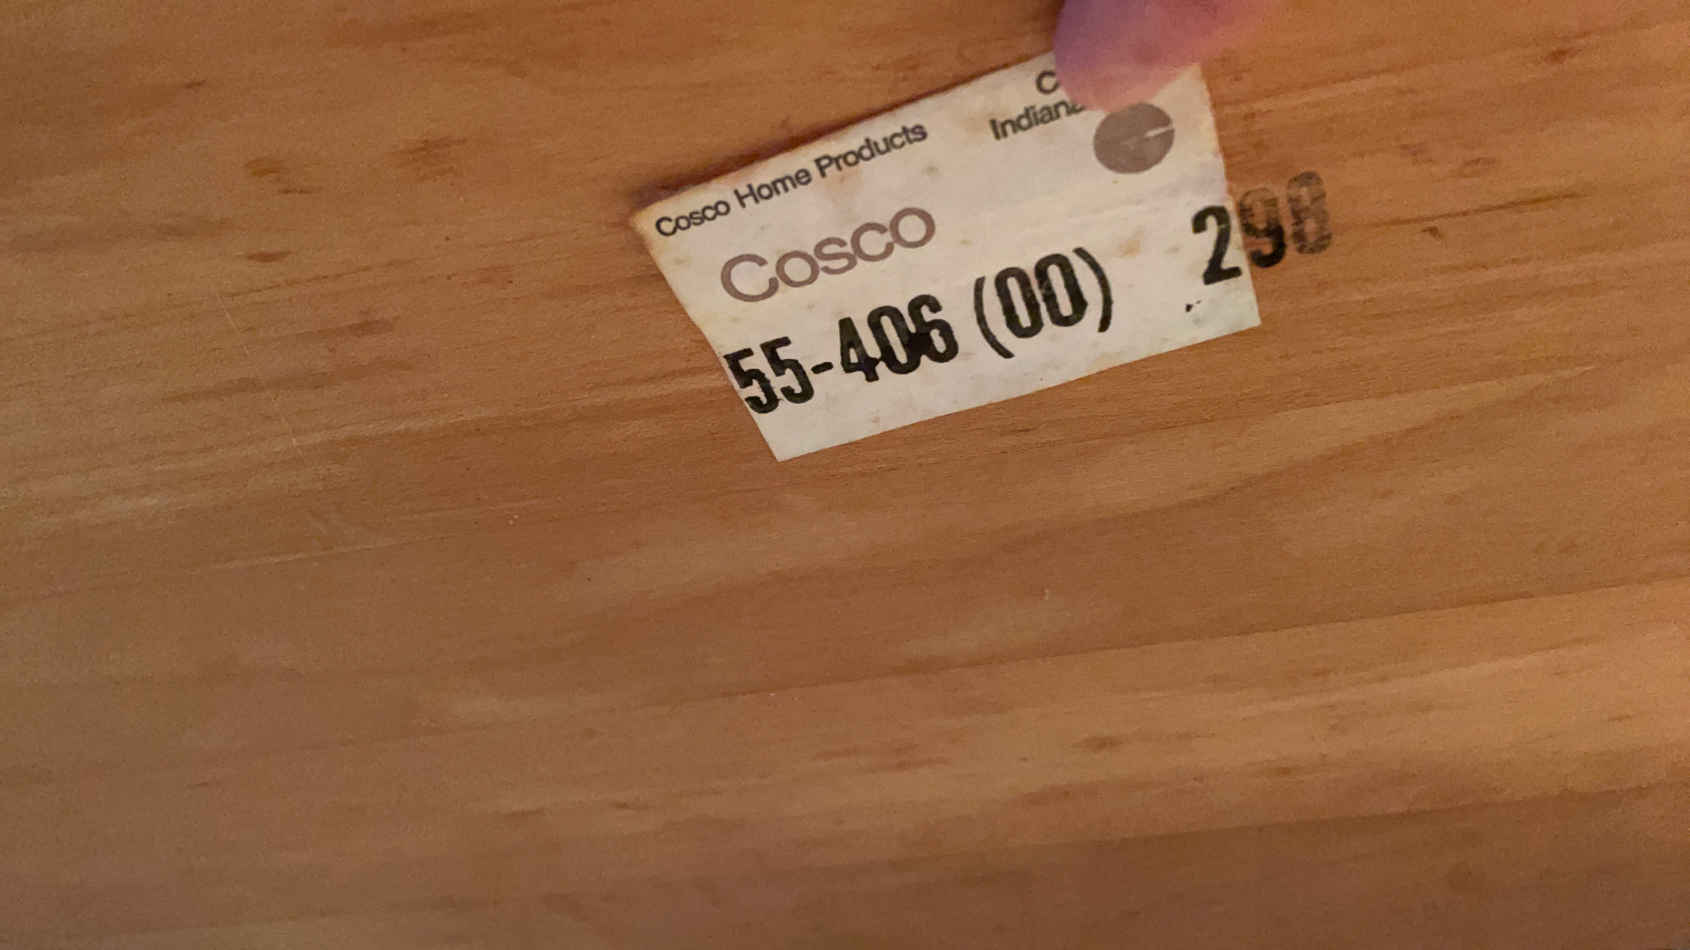 Cosco Home Products
Indiana
Cosco
55-406 (00) 298